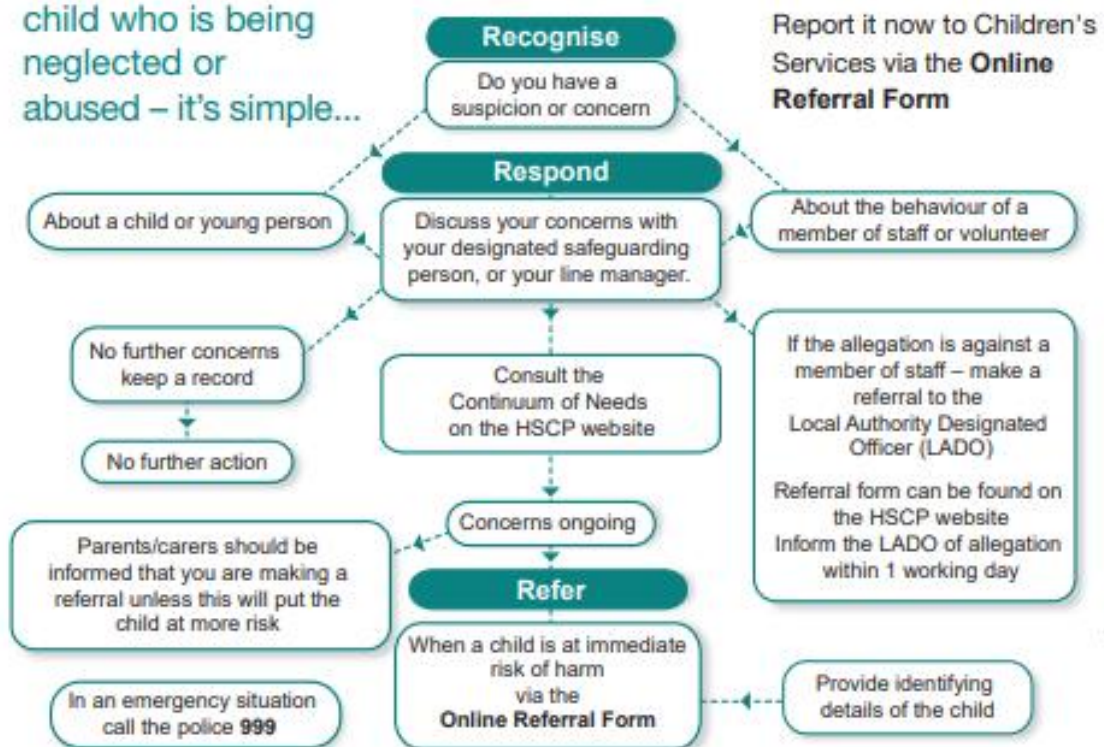 child who is being
neglected or
abused – it's simple...
Report it now to Children's
Services via the Online
Referral Form
Recognise
Do you have a
suspicion or concern
Respond
About a child or young person
Discuss your concerns with
your designated safeguarding
person, or your line manager.
About the behaviour of a
member of staff or volunteer
No further concerns
keep a record
No further action
Consult the
Continuum of Needs
on the HSCP website
If the allegation is against a
member of staff – make a
referral to the
Local Authority Designated
Officer (LADO)
Referral form can be found on
the HSCP website
Inform the LADO of allegation
within 1 working day
Concerns ongoing
Parents/carers should be
informed that you are making a
referral unless this will put the
child at more risk
Refer
When a child is at immediate
risk of harm
via the
Online Referral Form
Provide identifying
details of the child
In an emergency situation
call the police 999